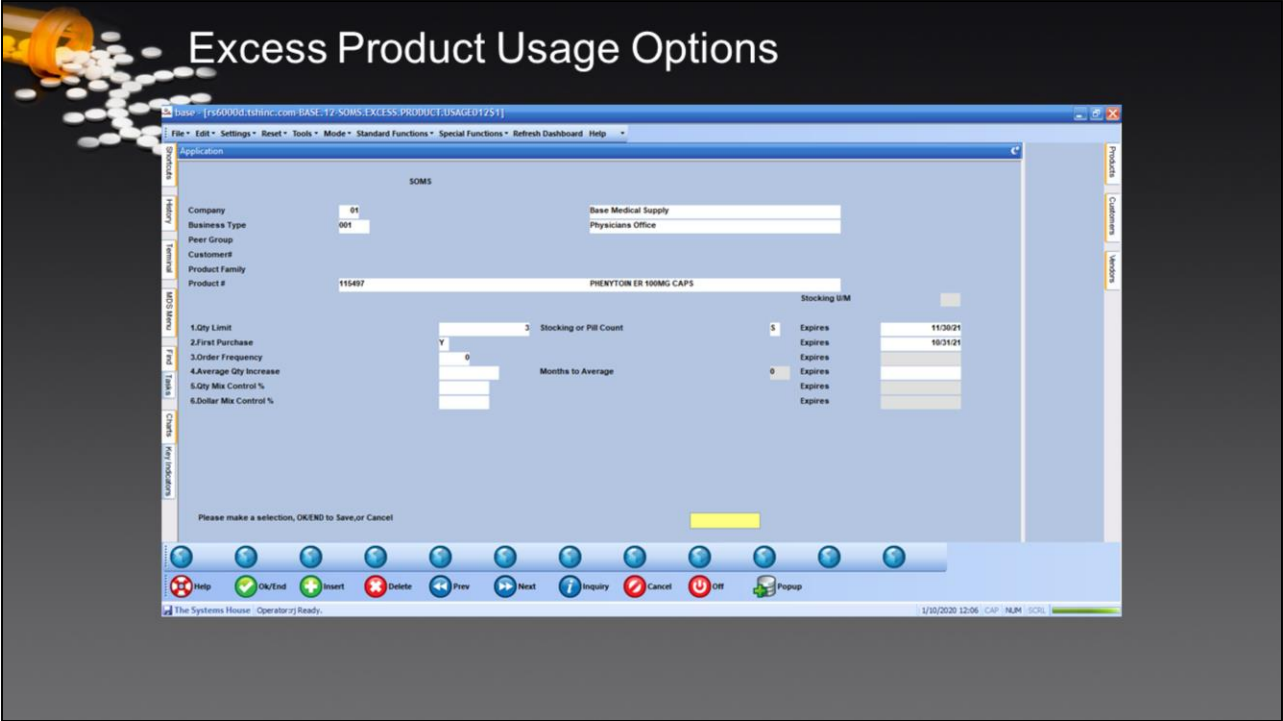 Excess Product Usage Options
base - [rs6000d.tshinc.com-BASE.12-SOMS.EXCESS.PRODUCT.USAGE012$1]
File Edit Settings Reset Tools Mode Standard Functions Special Functions Refresh Dashboard Help
Application
Shortcuts
History
Terminal
MDS Menu
Find
Tasks
Charts
Key Indicators
Products
Customers
Vendors
SOMS
Company 01 Base Medical Supply
Business Type 001 Physicians Office
Peer Group
Customer#
Product Family
Product # 115497 PHENYTOIN ER 100MG CAPS
Stocking U/M
1.Qty Limit 3 Stocking or Pill Count S Expires 11/30/21
2.First Purchase Y Expires 10/31/21
3.Order Frequency 0 Expires
4.Average Qty Increase Months to Average 0 Expires
5.Qty Mix Control % Expires
6.Dollar Mix Control % Expires
Please make a selection, OK/END to Save,or Cancel
Help Ok/End Insert Delete Prev Next Inquiry Cancel Off Popup
The Systems House Operator:rj Ready. 1/10/2020 12:06 CAP NUM SCRL